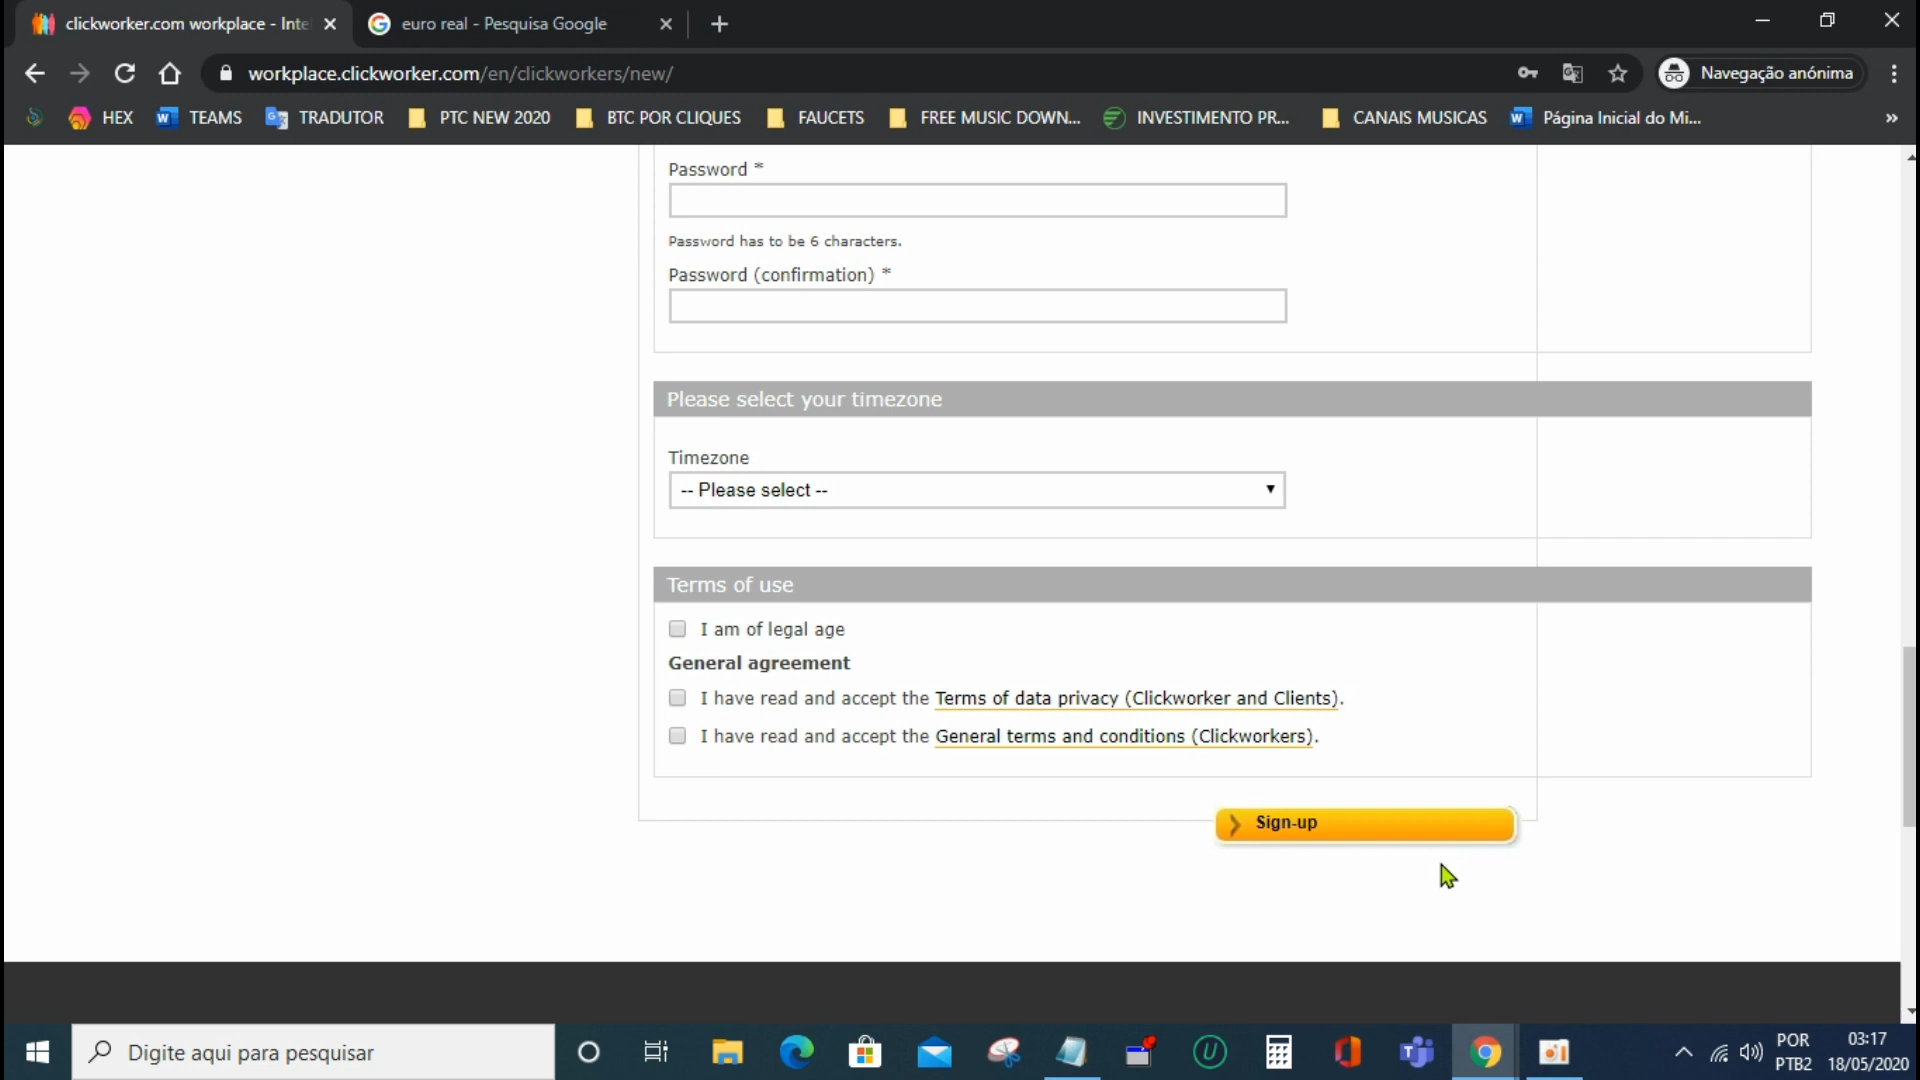 clickworker.com workplace - Inte
euro real - Pesquisa Google
workplace.clickworker.com/en/clickworkers/new/
Navegação anónima
HEX
TEAMS
TRADUTOR
PTC NEW 2020
BTC POR CLIQUES
FAUCETS
FREE MUSIC DOWN...
INVESTIMENTO PR...
CANAIS MUSICAS
Página Inicial do Mi...
»
Password *
Password has to be 6 characters.
Password (confirmation) *
Please select your timezone
Timezone
-- Please select --
Terms of use
I am of legal age
General agreement
I have read and accept the Terms of data privacy (Clickworker and Clients).
I have read and accept the General terms and conditions (Clickworkers).
Sign-up
Digite aqui para pesquisar
POR
PTB2
03:17
18/05/2020